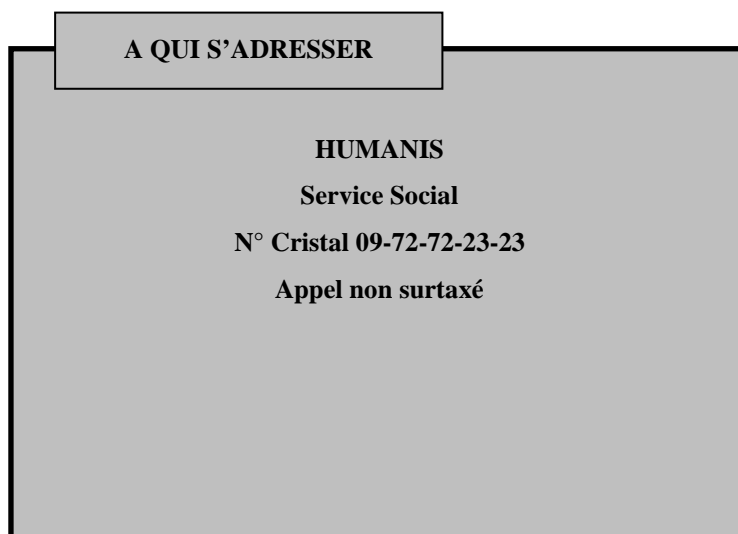 A QUI S’ADRESSER
HUMANIS
Service Social
N° Cristal 09-72-72-23-23
Appel non surtaxé